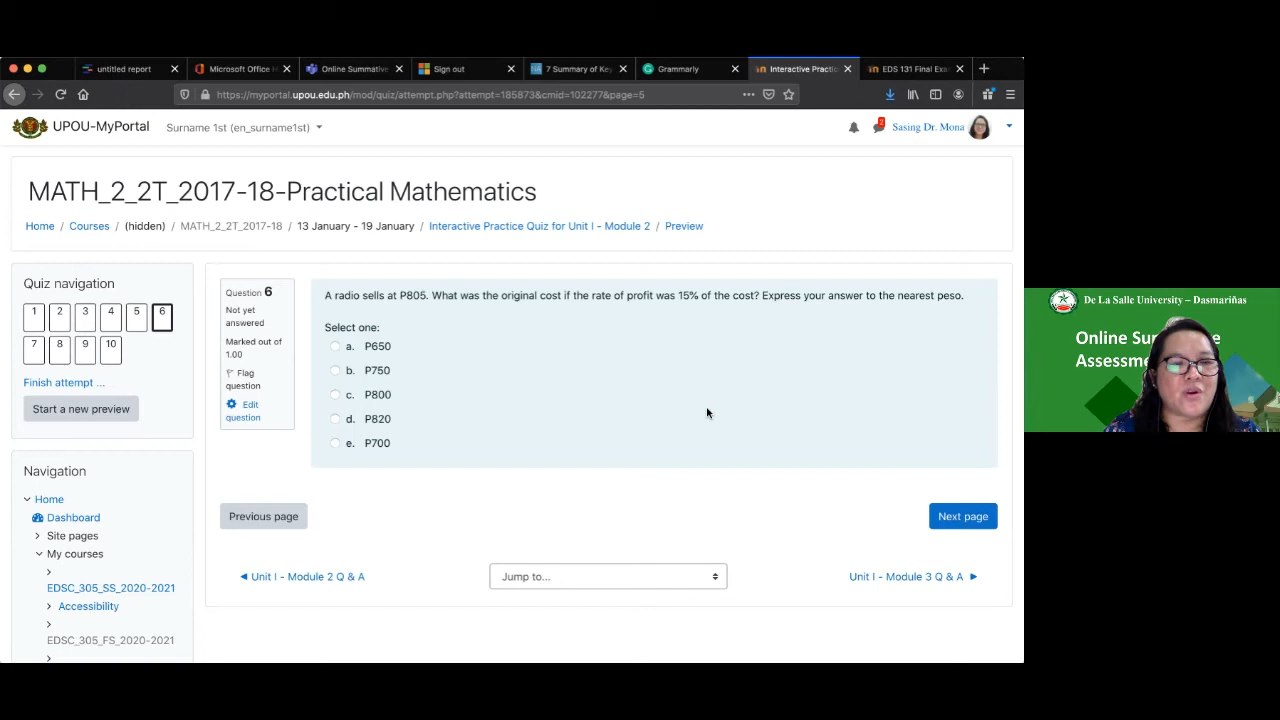 untitled report
Microsoft Office H
Online Summative
Sign out
7 Summary of Key
Grammarly
Interactive Practic
EDS 131 Final Exa
https://myportal.upou.edu.ph/mod/quiz/attempt.php?attempt=185873&cmid=102277&page=5
UPOU-MyPortal
Surname 1st (en_surname1st)
2
Sasing Dr. Mona
MATH_2_2T_2017-18-Practical Mathematics
Home / Courses / (hidden) / MATH_2_2T_2017-18 / 13 January - 19 January / Interactive Practice Quiz for Unit I - Module 2 / Preview
Quiz navigation
1 2 3 4 5 6
7 8 9 10
Finish attempt ...
Start a new preview
Question 6
Not yet
answered
Marked out of
1.00
Flag
question
Edit
question
A radio sells at P805. What was the original cost if the rate of profit was 15% of the cost? Express your answer to the nearest peso.
Select one:
a. P650
b. P750
c. P800
d. P820
e. P700
Previous page
Next page
Unit I - Module 2 Q & A
Jump to...
Unit I - Module 3 Q & A
Navigation
Home
Dashboard
Site pages
My courses
EDSC_305_SS_2020-2021
Accessibility
EDSC_305_FS_2020-2021
De La Salle University – Dasmariñas
Online Su
Assessm